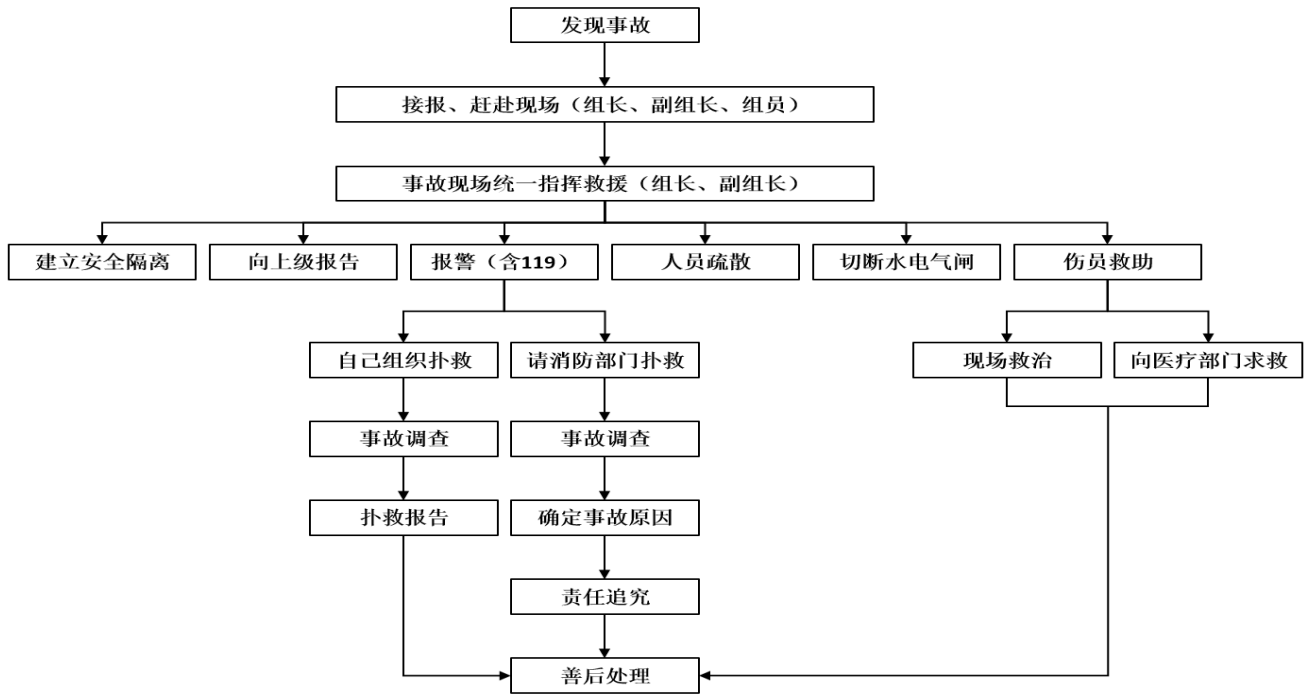 发现事故
接报、赶赴现场（组长、副组长、组员）
事故现场统一指挥救援（组长、副组长）
建立安全隔离
向上级报告
报警（含119）
人员疏散
切断水电气闸
伤员救助
自己组织扑救
请消防部门扑救
现场救治
向医疗部门求救
事故调查
事故调查
扑救报告
确定事故原因
责任追究
善后处理